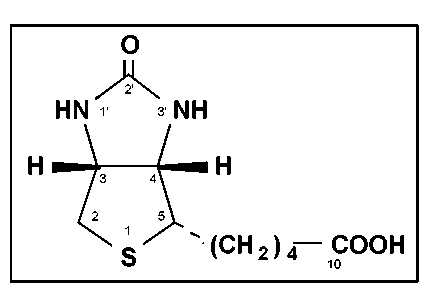 O
2'
HN 1' 3' NH
H 3 4 H
2 1 5
S (CH2)4 COOH
10